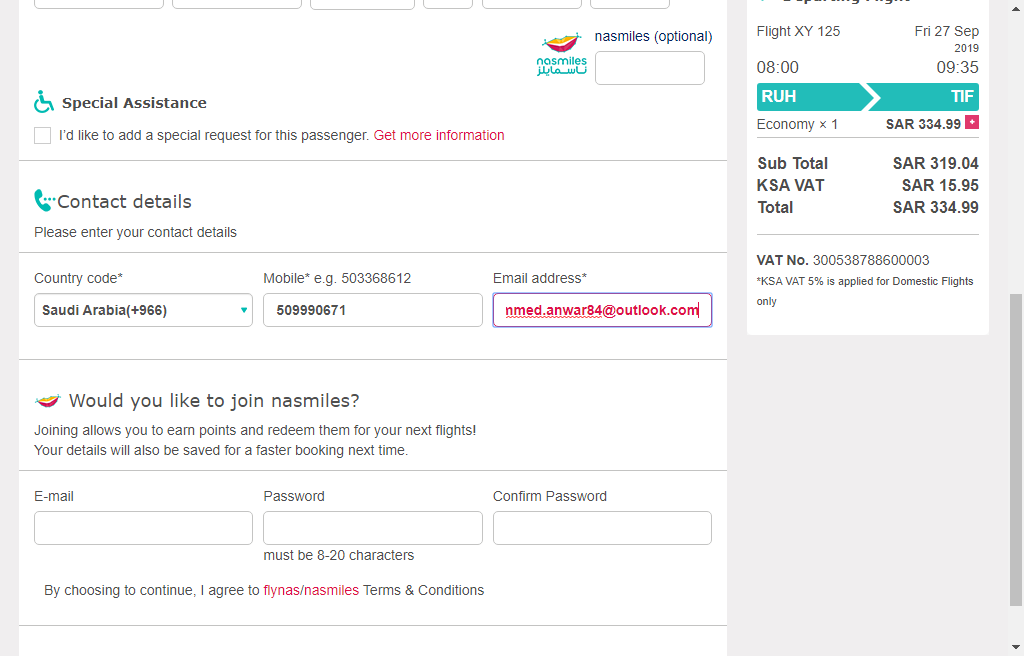 nasmiles (optional)
nasmiles
ناسمايلز
Special Assistance
I'd like to add a special request for this passenger. Get more information
Contact details
Please enter your contact details
Country code*
Mobile* e.g. 503368612
Email address*
Saudi Arabia(+966)
509990671
nmed.anwar84@outlook.com
Would you like to join nasmiles?
Joining allows you to earn points and redeem them for your next flights!
Your details will also be saved for a faster booking next time.
E-mail
Password
Confirm Password
must be 8-20 characters
By choosing to continue, I agree to flynas/nasmiles Terms & Conditions
Departing Flight
Flight XY 125
Fri 27 Sep
2019
08:00
09:35
RUH
TIF
Economy × 1
SAR 334.99 +
Sub Total SAR 319.04
KSA VAT SAR 15.95
Total SAR 334.99
VAT No. 300538788600003
*KSA VAT 5% is applied for Domestic Flights
only